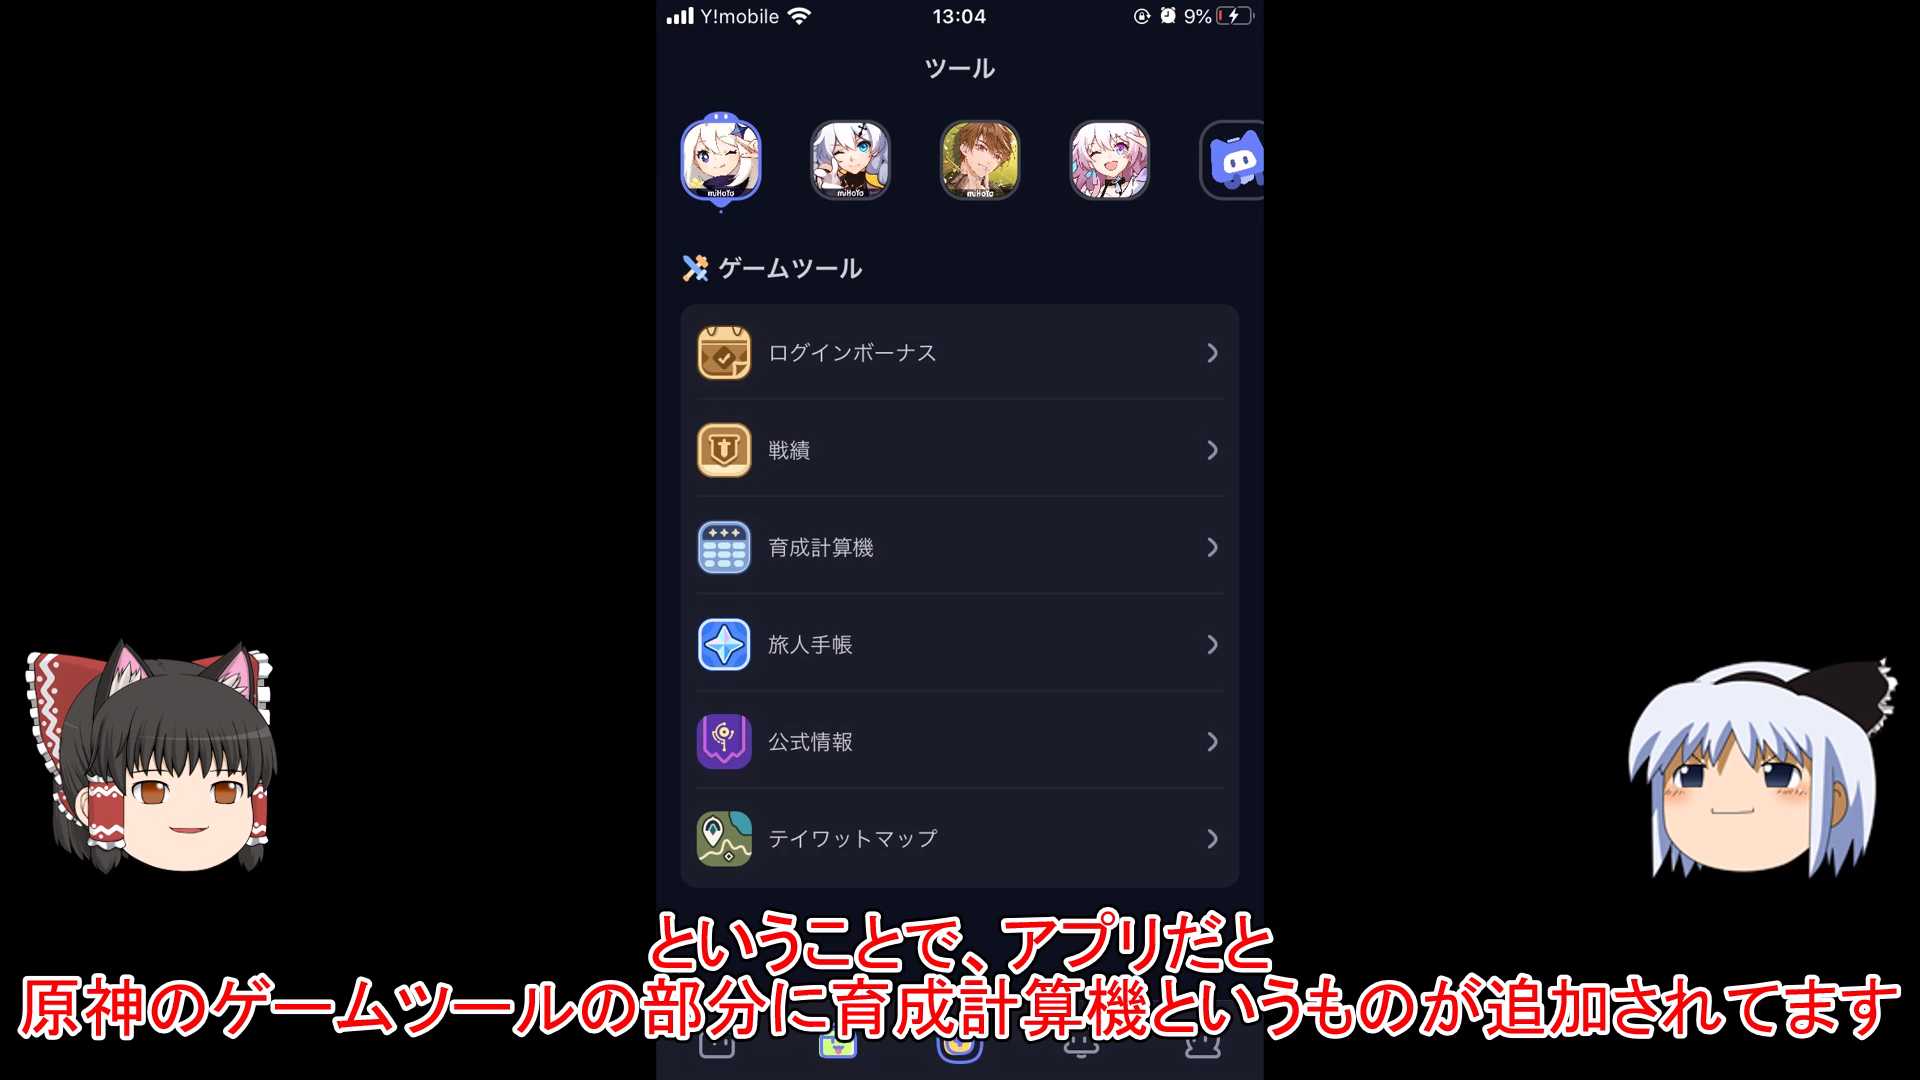 Y!mobile 13:04 9%
ツール
miHoYo miHoYo miHoYo
ゲームツール
ログインボーナス
戦績
育成計算機
旅人手帳
公式情報
テイワットマップ
ということで、アプリだと
原神のゲームツールの部分に育成計算機というものが追加されてます